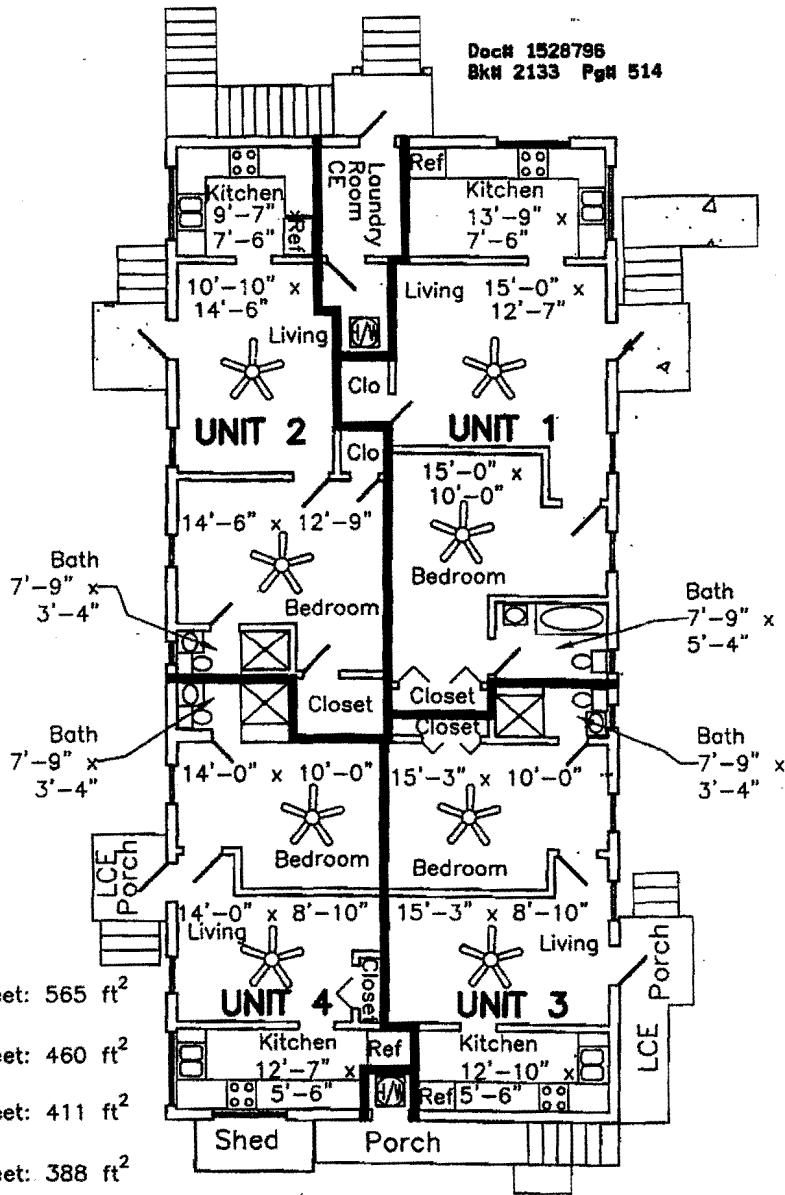 Doc# 1528796
Bk# 2133 Pg# 514
Kitchen
9'-7" x
7'-6"
Ref
Laundry
Room
CE
Ref
Kitchen
13'-9" x
7'-6"
10'-10" x
14'-6"
Living
Living
15'-0" x
12'-7"
Clo
UNIT 2
UNIT 1
Clo
15'-0" x
10'-0"
14'-6" x 12'-9"
Bedroom
Bedroom
Bath
7'-9" x
3'-4"
Bath
7'-9" x
5'-4"
Closet
Closet
Closet
Bath
7'-9" x
3'-4"
Bath
7'-9" x
3'-4"
14'-0" x 10'-0"
15'-3" x 10'-0"
Bedroom
Bedroom
LCE
Porch
14'-0" x 8'-10"
Living
15'-3" x 8'-10"
Living
Closet
UNIT 4
UNIT 3
LCE Porch
eet: 565 ft²
eet: 460 ft²
eet: 411 ft²
eet: 388 ft²
Kitchen
12'-7" x
5'-6"
Ref
Kitchen
12'-10" x
5'-6"
Ref
Shed
Porch